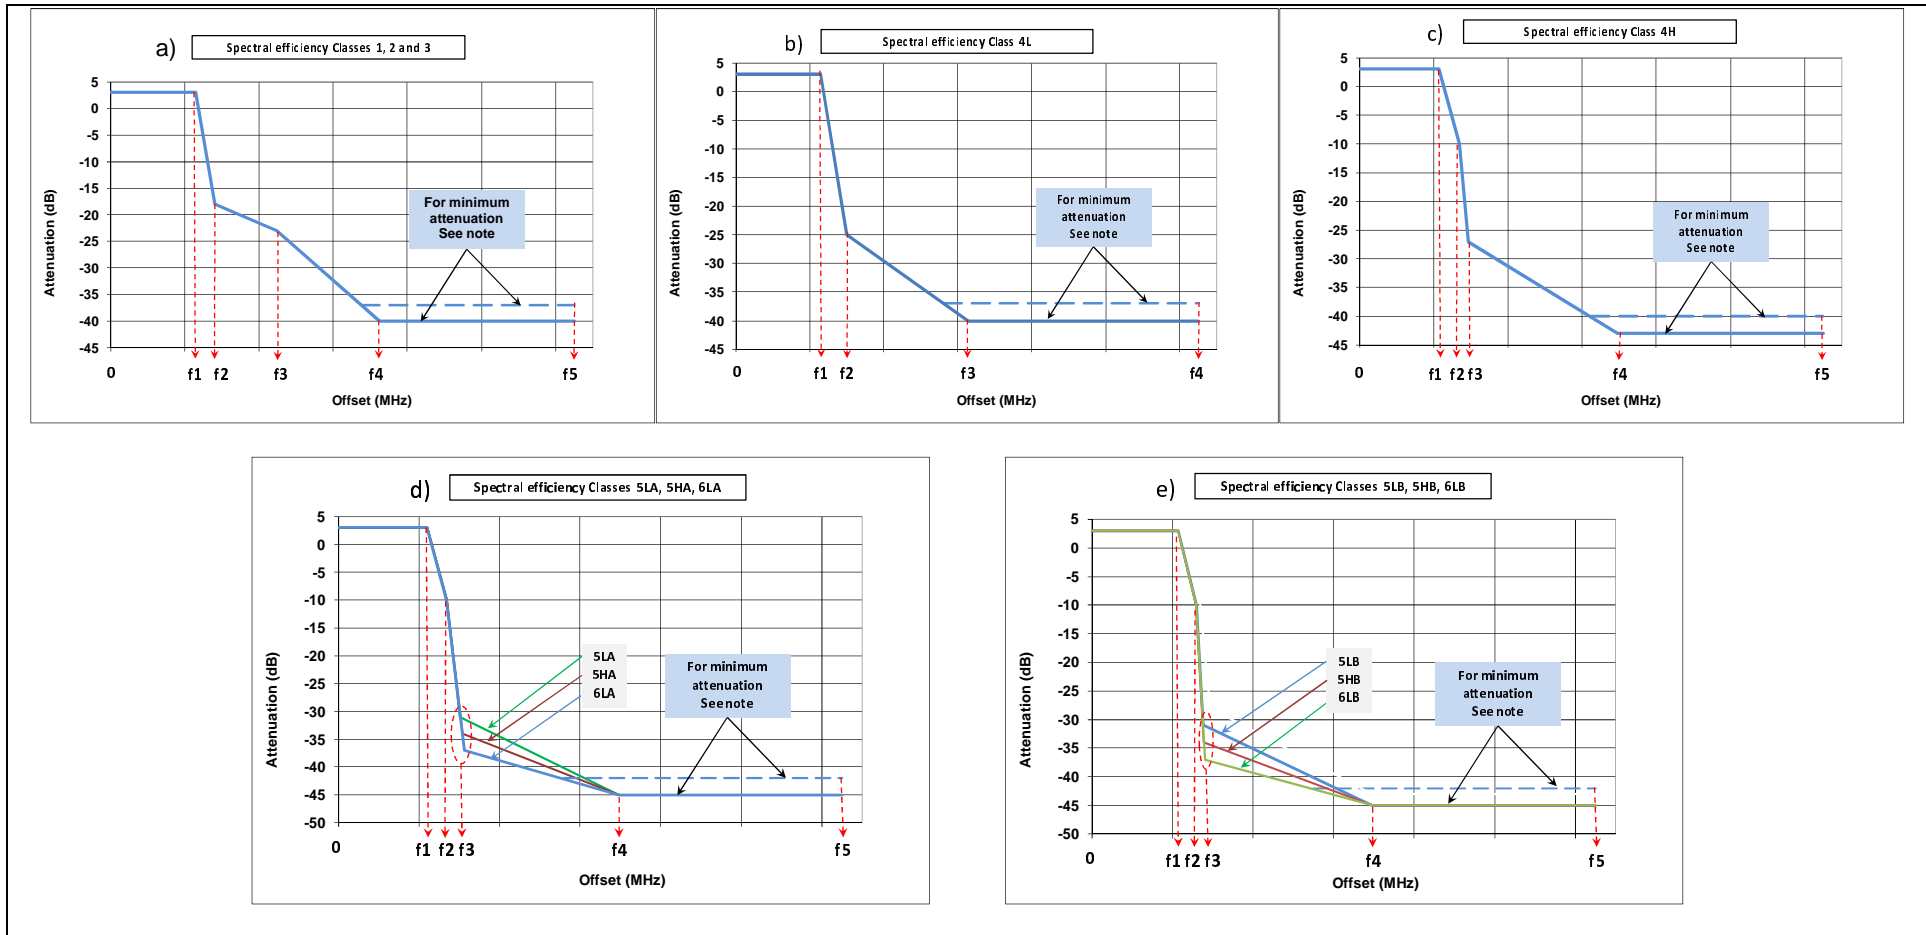 a)
Spectral efficiency Classes 1, 2 and 3
5
0
-5
-10
-15
-20
-25
-30
-35
-40
-45
Attenuation (dB)
For minimum
attenuation
See note
0
f1
f2
f3
f4
f5
Offset (MHz)
b)
Spectral efficiency Class 4L
5
0
-5
-10
-15
-20
-25
-30
-35
-40
-45
Attenuation (dB)
For minimum
attenuation
See note
0
f1
f2
f3
f4
Offset (MHz)
c)
Spectral efficiency Class 4H
5
0
-5
-10
-15
-20
-25
-30
-35
-40
-45
Attenuation (dB)
For minimum
attenuation
See note
0
f1
f2
f3
f4
f5
Offset (MHz)
d)
Spectral efficiency Classes 5LA, 5HA, 6LA
5
0
-5
-10
-15
-20
-25
-30
-35
-40
-45
-50
Attenuation (dB)
5LA
5HA
6LA
For minimum
attenuation
See note
0
f1
f2
f3
f4
f5
Offset (MHz)
e)
Spectral efficiency Classes 5LB, 5HB, 6LB
5
0
-5
-10
-15
-20
-25
-30
-35
-40
-45
-50
Attenuation (dB)
5LB
5HB
6LB
For minimum
attenuation
See note
0
f1
f2
f3
f4
f5
Offset (MHz)